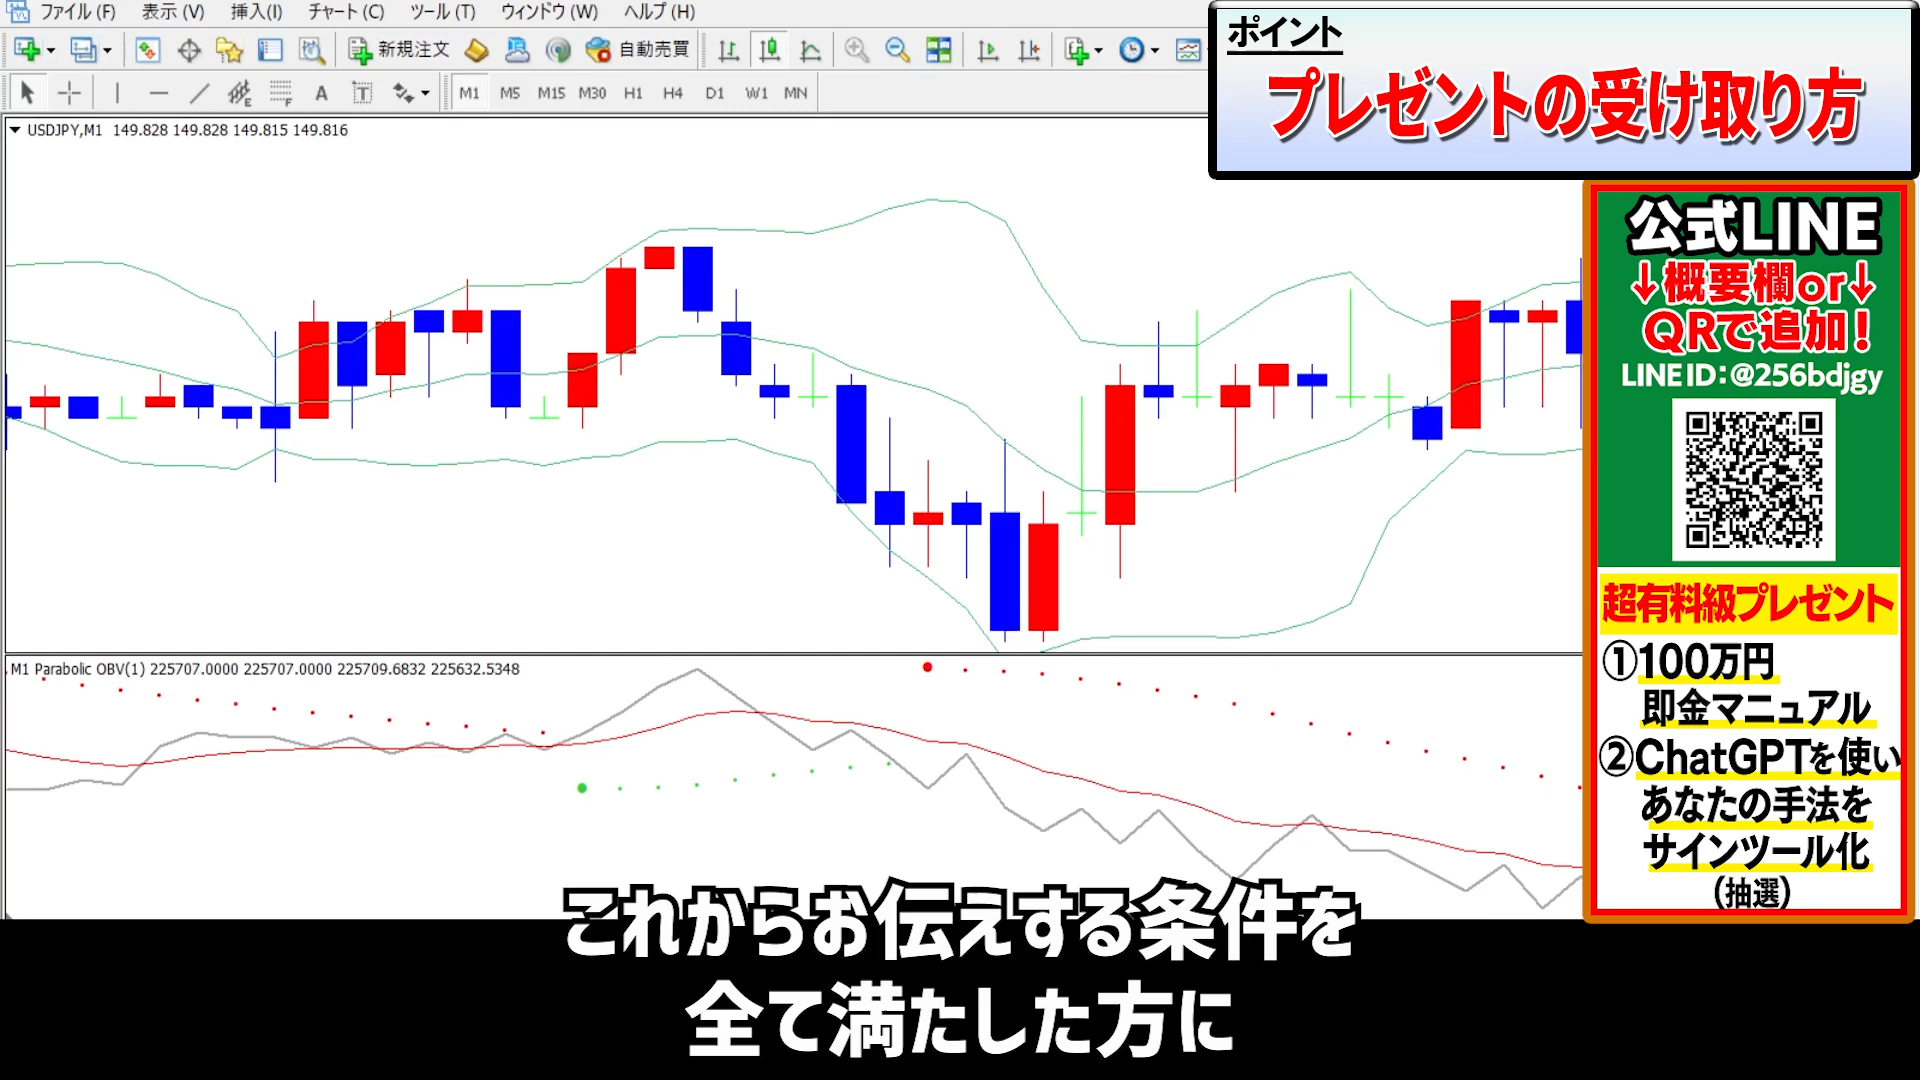 ファイル (F) 表示 (V) 挿入(I) チャート (C) ツール (T) ウィンドウ (W) ヘルプ (H)
新規注文 自動売買
M1 M5 M15 M30 H1 H4 D1 W1 MN
USDJPY,M1 149.828 149.828 149.815 149.816
ポイント
プレゼントの受け取り方
公式LINE
↓概要欄or↓
QRで追加!
LINE ID:@256bdjgy
超有料級プレゼント
①100万円
即金マニュアル
②ChatGPTを使い
あなたの手法を
サインツール化
(抽選)
M1 Parabolic OBV(1) 225707.0000 225707.0000 225709.6832 225632.5348
これからお伝えする条件を
全て満たした方に